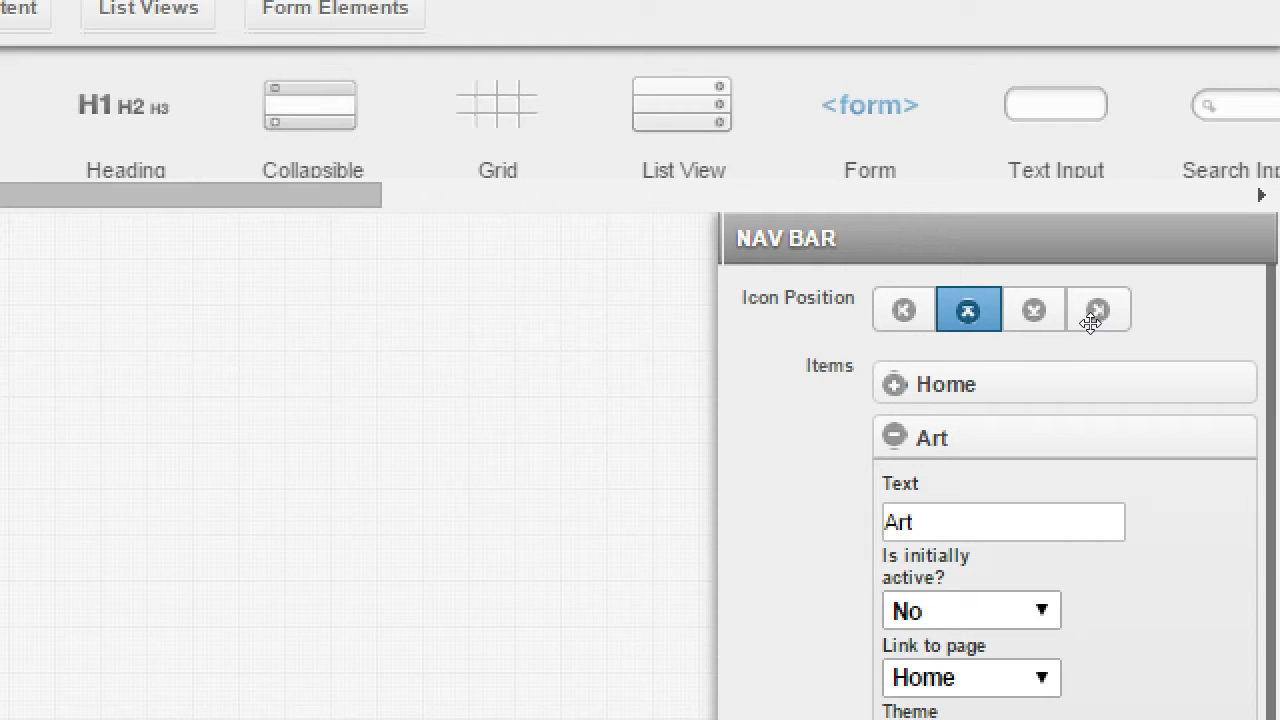 tent List Views Form Elements
H1 H2 H3 <form>
Heading Collapsible Grid List View Form Text Input Search Inp
NAV BAR
Icon Position
Items
Home
Art
Text
Art
Is initially
active?
No
Link to page
Home
Theme